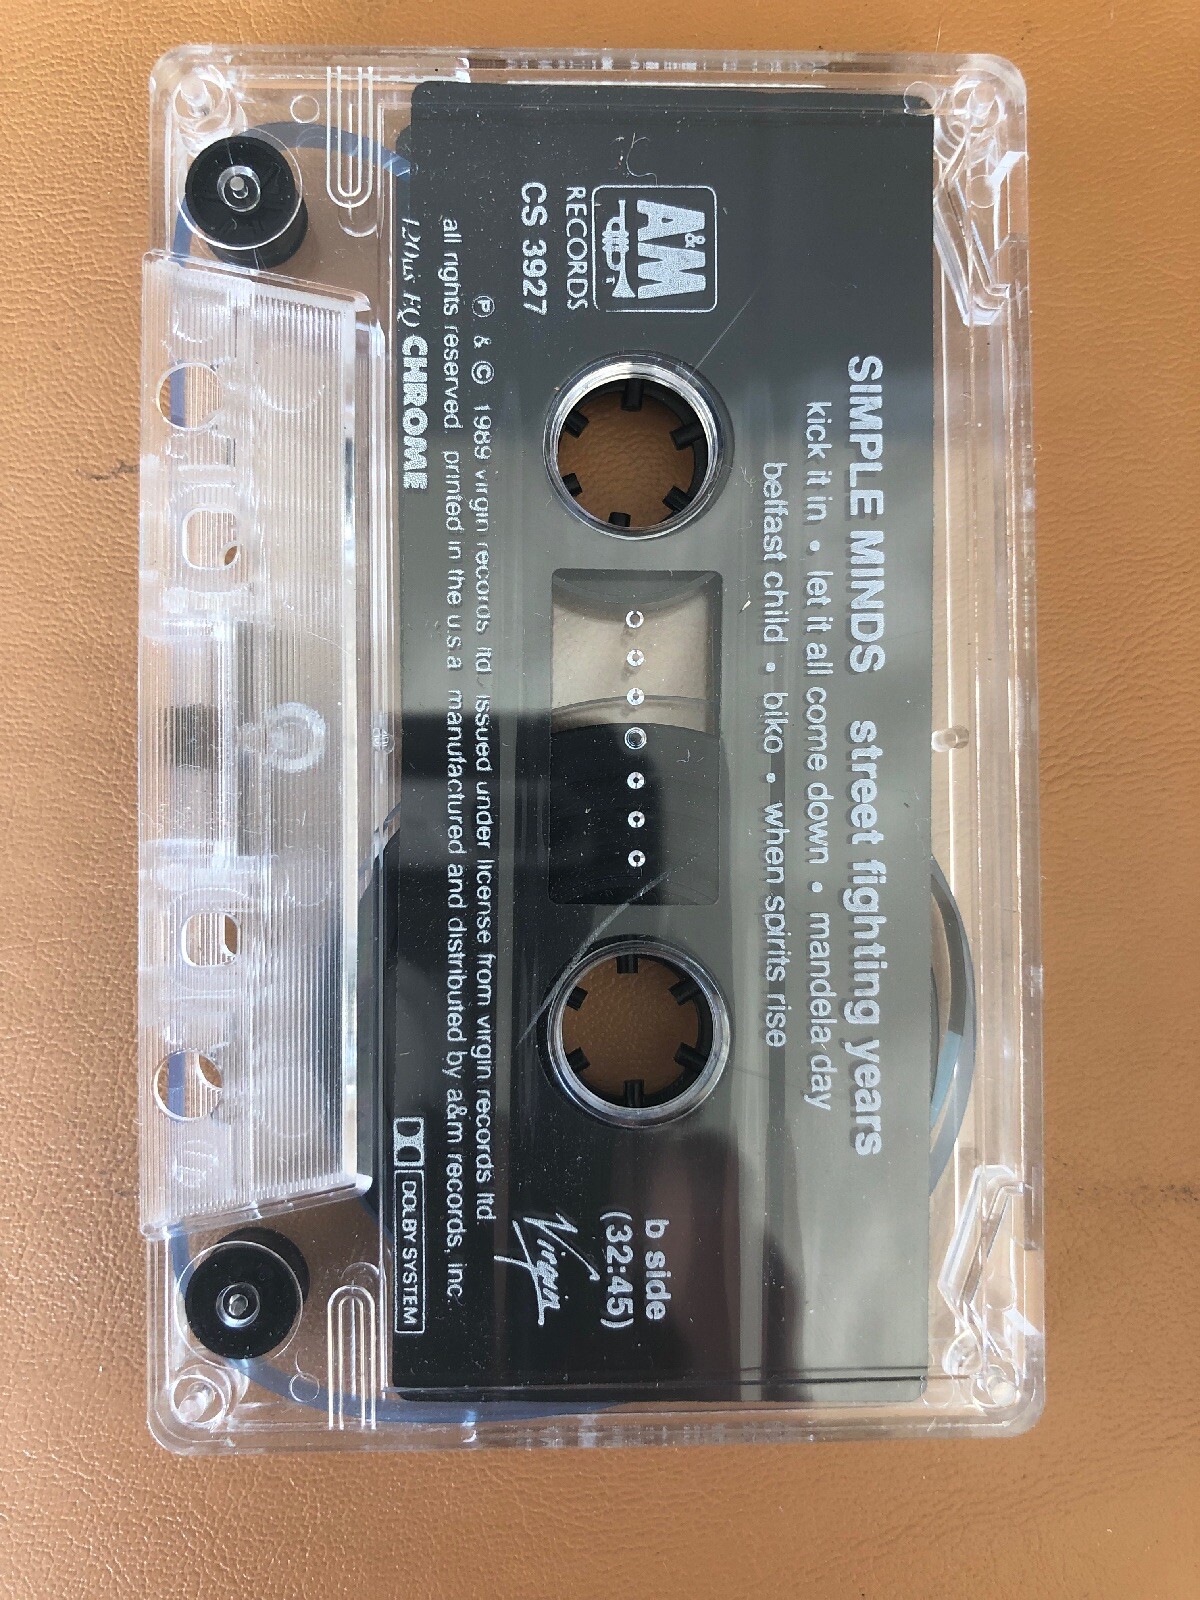 SIMPLE MINDS street fighting years
kick it in • let it all come down • mandela day
belfast child • biko • when spirits rise
A&M
RECORDS
CS 3927
b side
(32:45)
Virgin
℗ & © 1989 virgin records ltd. issued under license from virgin records ltd.
all rights reserved. printed in the u.s.a. manufactured and distributed by a&m records, inc.
120µs EQ CHROME
DOLBY SYSTEM